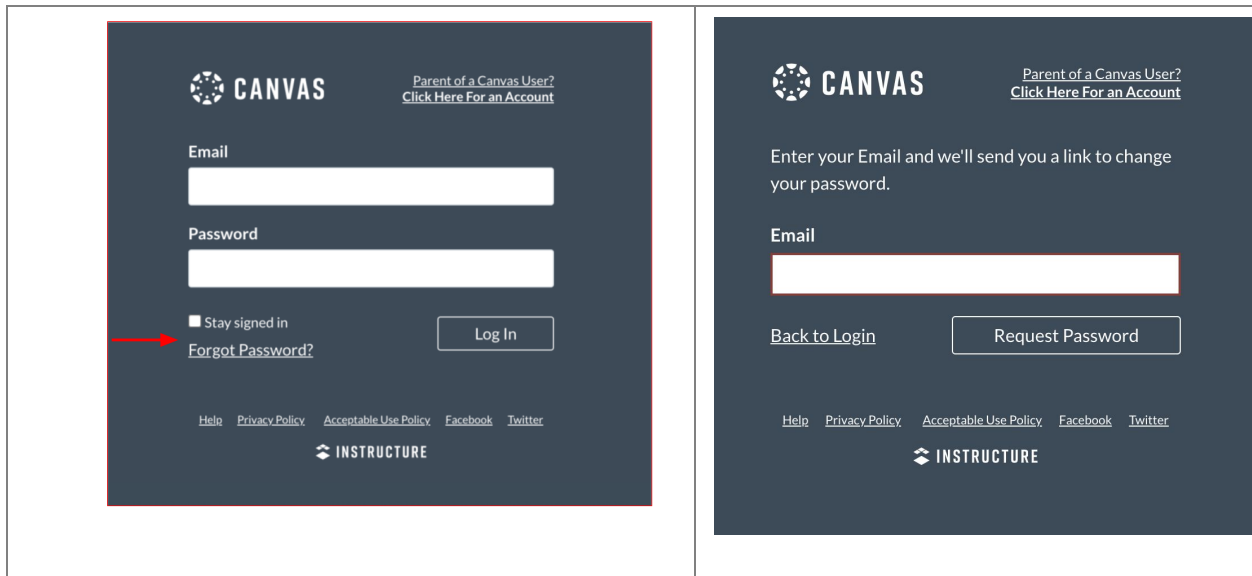 CANVAS
Parent of a Canvas User?
Click Here For an Account
Email
Password
Stay signed in
Forgot Password?
Log In
Help Privacy Policy Acceptable Use Policy Facebook Twitter
INSTRUCTURE
CANVAS
Parent of a Canvas User?
Click Here For an Account
Enter your Email and we'll send you a link to change
your password.
Email
Back to Login
Request Password
Help Privacy Policy Acceptable Use Policy Facebook Twitter
INSTRUCTURE